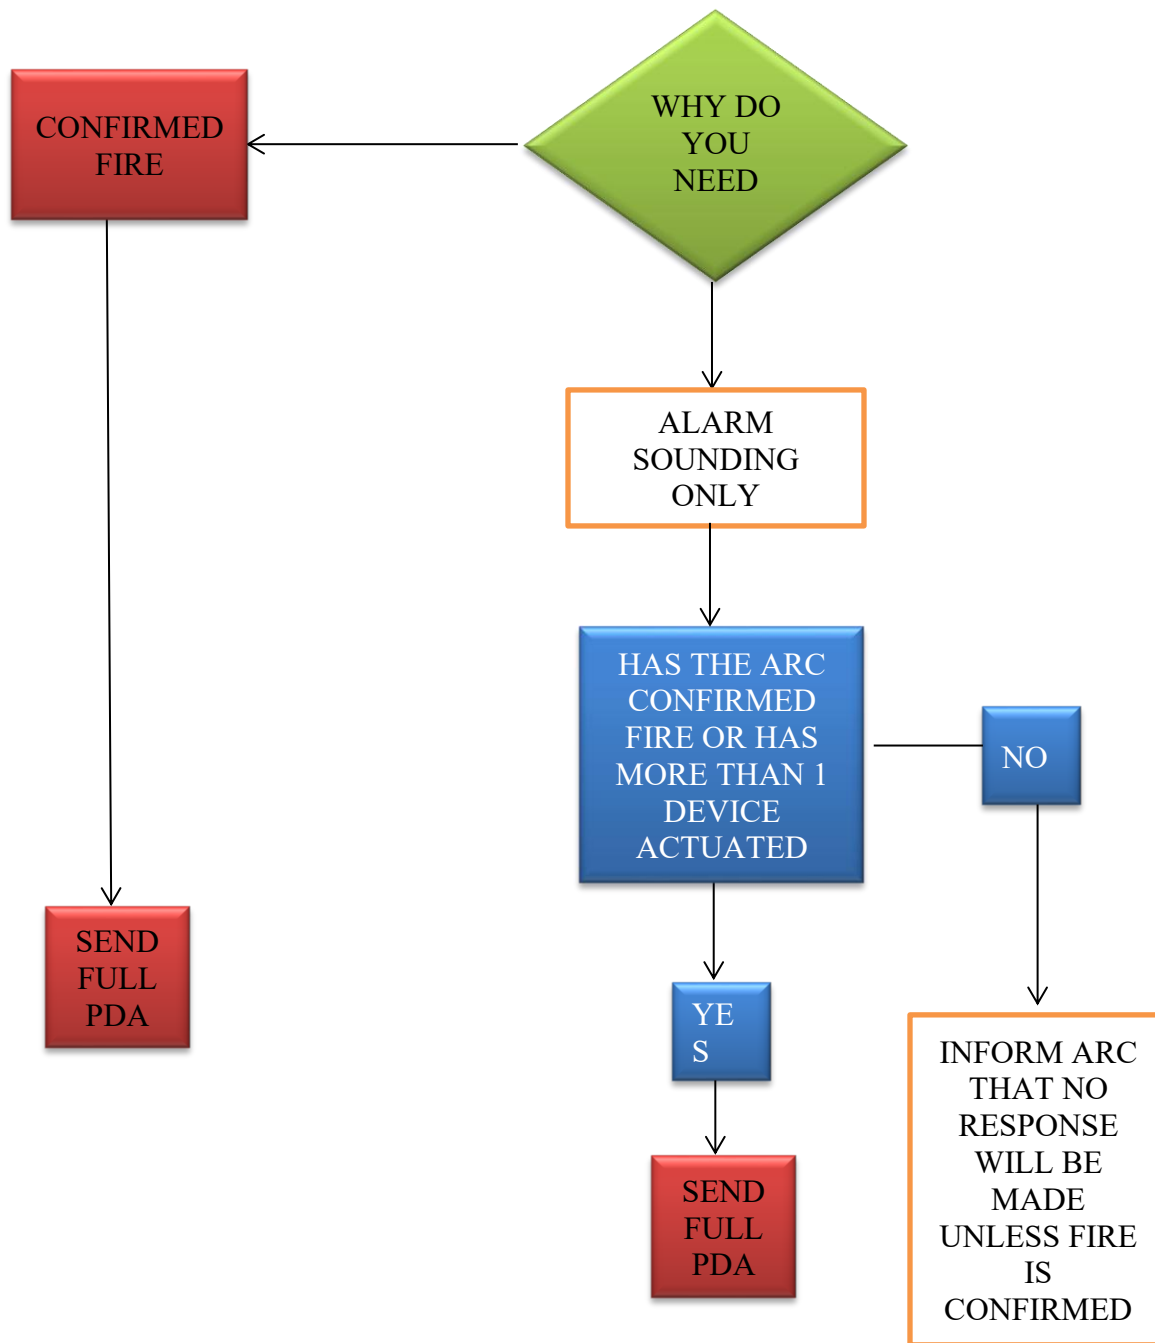 WHY DO
YOU
NEED
CONFIRMED
FIRE
ALARM
SOUNDING
ONLY
HAS THE ARC
CONFIRMED
FIRE OR HAS
MORE THAN 1
DEVICE
ACTUATED
NO
SEND
FULL
PDA
YE
S
INFORM ARC
THAT NO
RESPONSE
WILL BE
MADE
UNLESS FIRE
IS
CONFIRMED
SEND
FULL
PDA